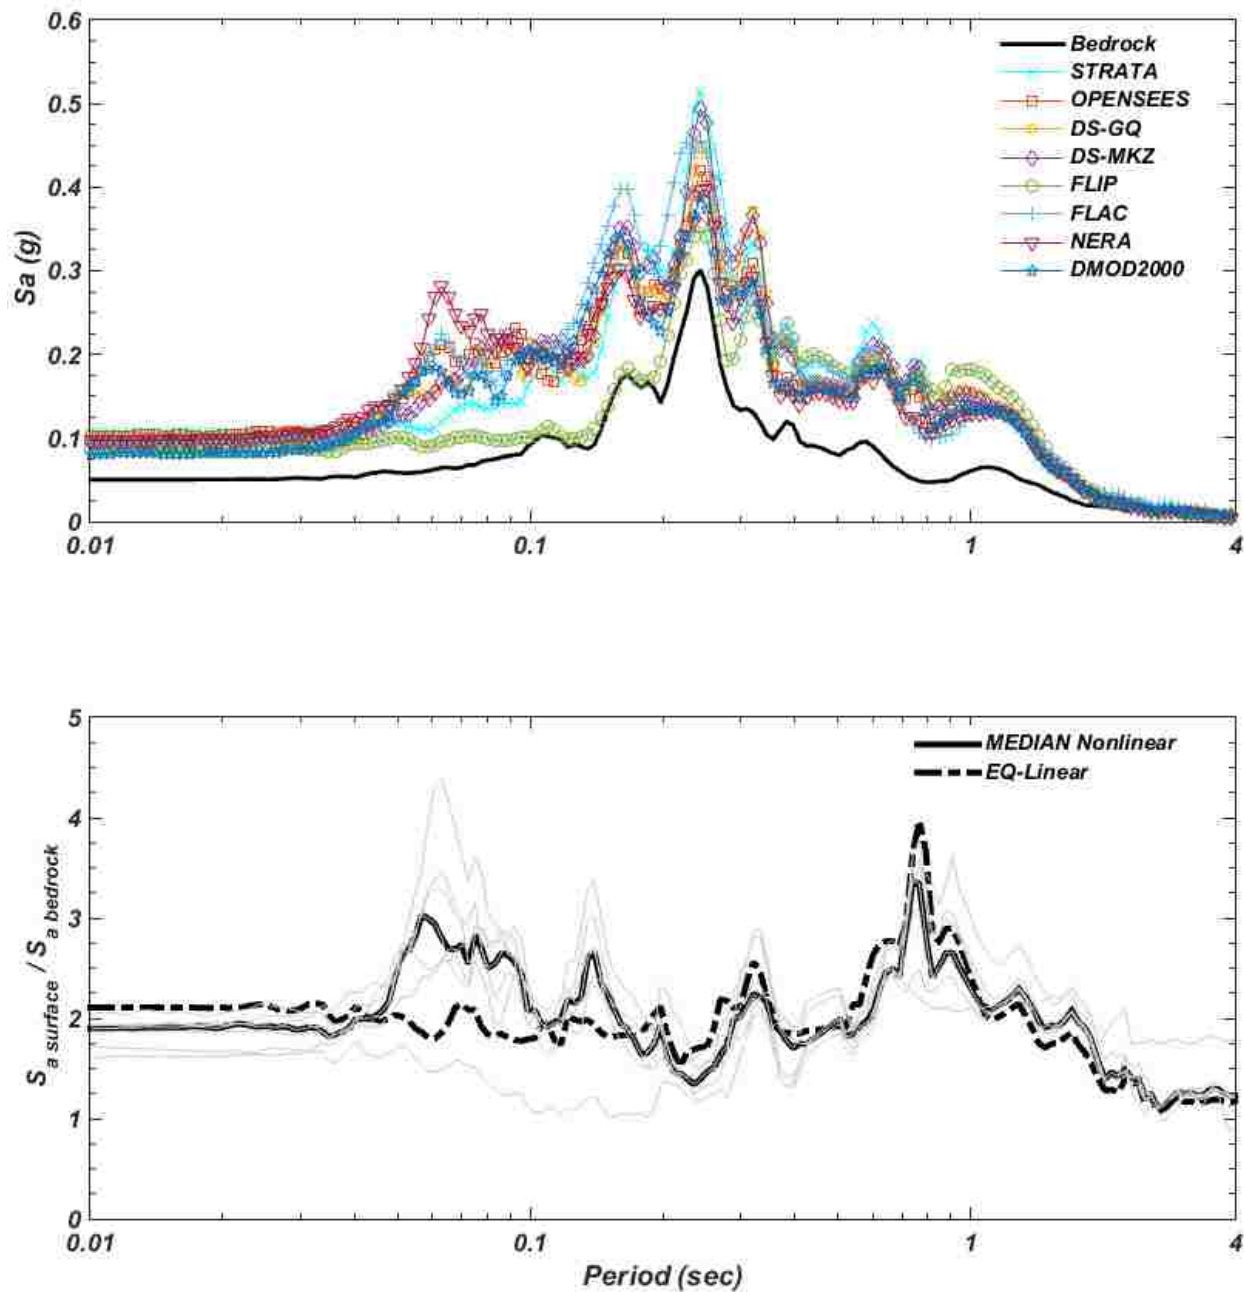 0.6
0.5
0.4
0.3
0.2
0.1
0
Sa (g)
Bedrock
STRATA
OPENSEES
DS-GQ
DS-MKZ
FLIP
FLAC
NERA
DMOD2000
0.01
0.1
1
4
5
4
3
2
1
0
S a surface / S a bedrock
MEDIAN Nonlinear
EQ-Linear
0.01
0.1
1
4
Period (sec)